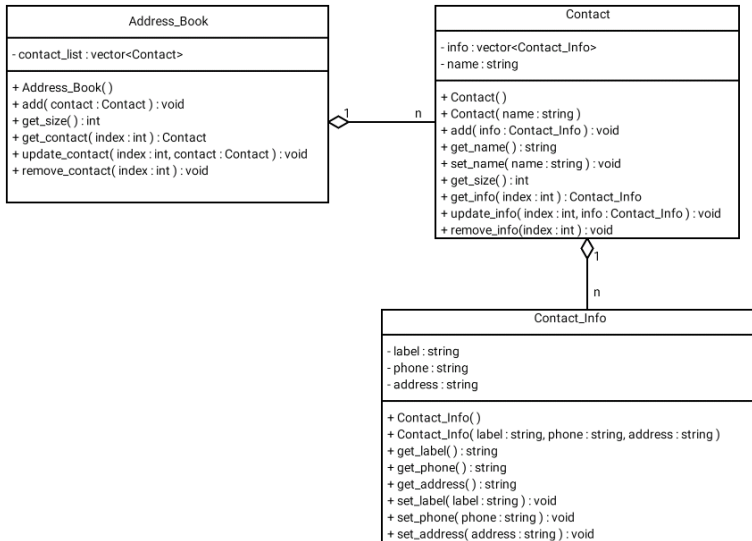 Address_Book
- contact_list : vector<Contact>
+ Address_Book( )
+ add( contact : Contact ) : void
+ get_size( ) : int
+ get_contact( index : int ) : Contact
+ update_contact( index : int, contact : Contact ) : void
+ remove_contact( index : int ) : void
1
n
Contact
- info : vector<Contact_Info>
- name : string
+ Contact( )
+ Contact( name : string )
+ add( info : Contact_Info ) : void
+ get_name( ) : string
+ set_name( name : string ) : void
+ get_size( ) : int
+ get_info( index : int ) : Contact_Info
+ update_info( index : int, info : Contact_Info ) : void
+ remove_info(index : int ) : void
1
n
Contact_Info
- label : string
- phone : string
- address : string
+ Contact_Info( )
+ Contact_Info( label : string, phone : string, address : string )
+ get_label( ) : string
+ get_phone( ) : string
+ get_address( ) : string
+ set_label( label : string ) : void
+ set_phone( phone : string ) : void
+ set_address( address : string ) : void